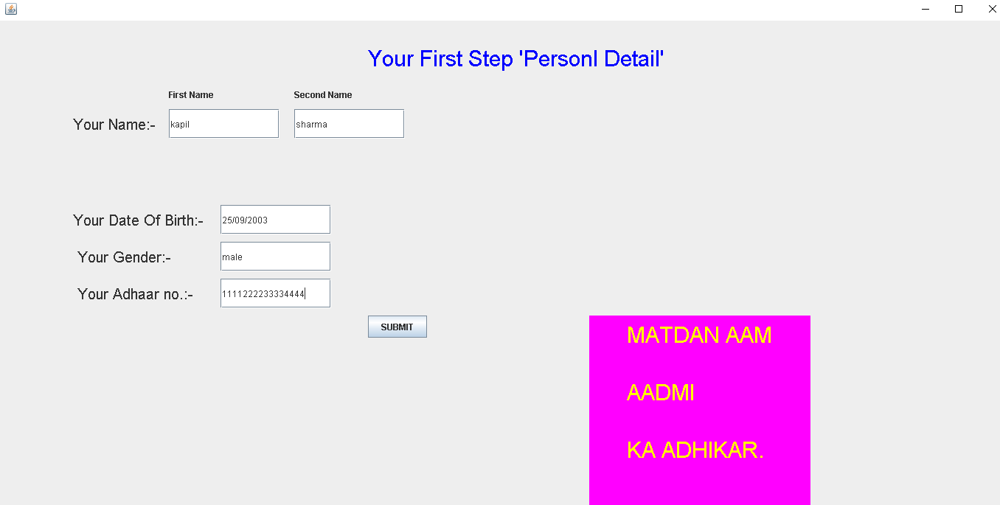 Your First Step 'Personl Detail'
First Name Second Name
Your Name:- kapil sharma
Your Date Of Birth:- 25/09/2003
Your Gender:- male
Your Adhaar no.:- 1111222233334444
SUBMIT
MATDAN AAM
AADMI
KA ADHIKAR.